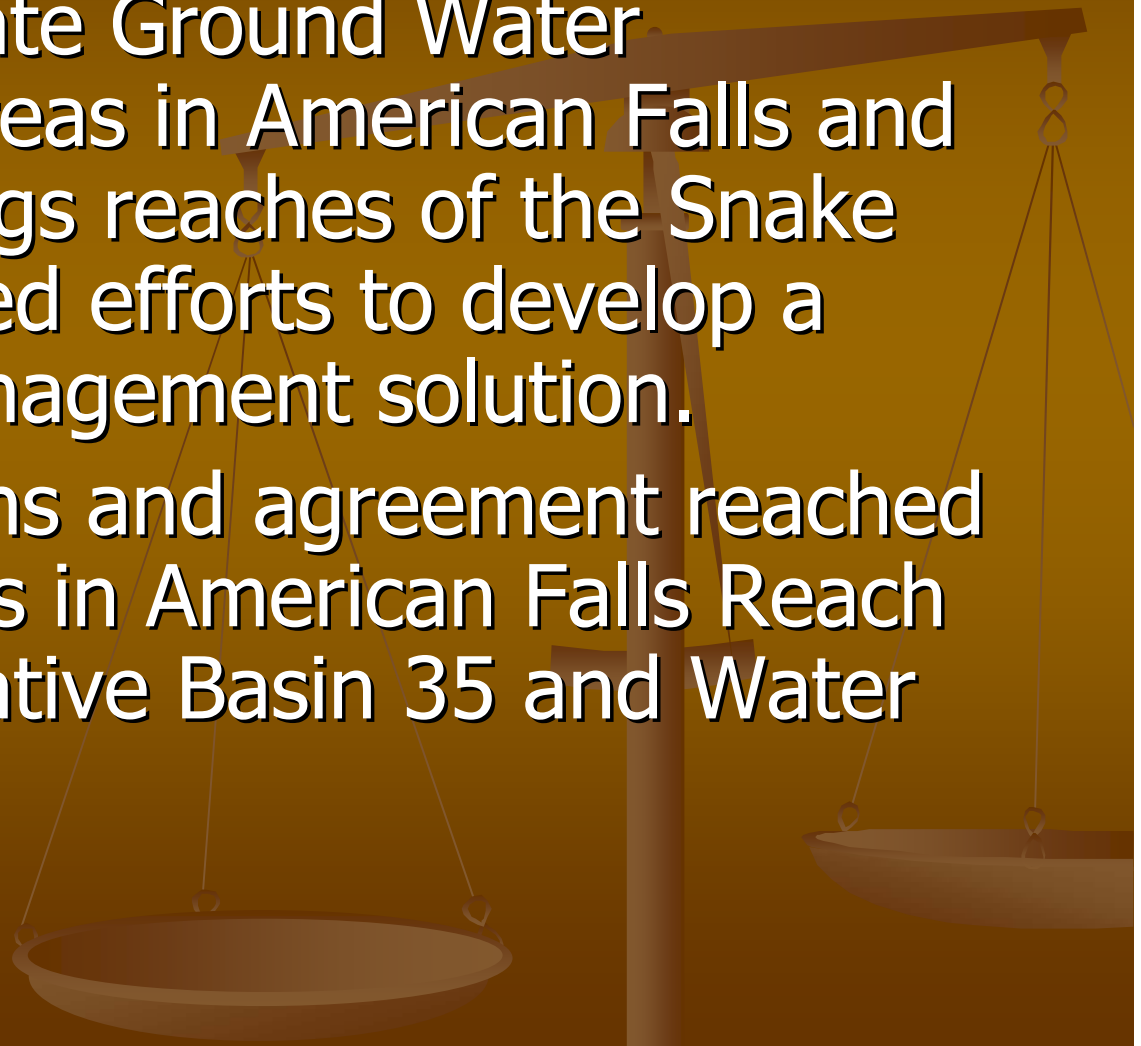 ate Ground Water
eas in American Falls and
gs reaches of the Snake
ed efforts to develop a
nagement solution.
ns and agreement reached
s in American Falls Reach
ative Basin 35 and Water